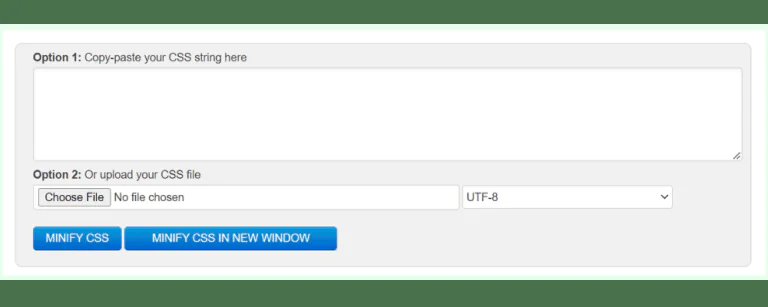 Option 1: Copy-paste your CSS string here
Option 2: Or upload your CSS file
Choose File No file chosen UTF-8
MINIFY CSS MINIFY CSS IN NEW WINDOW